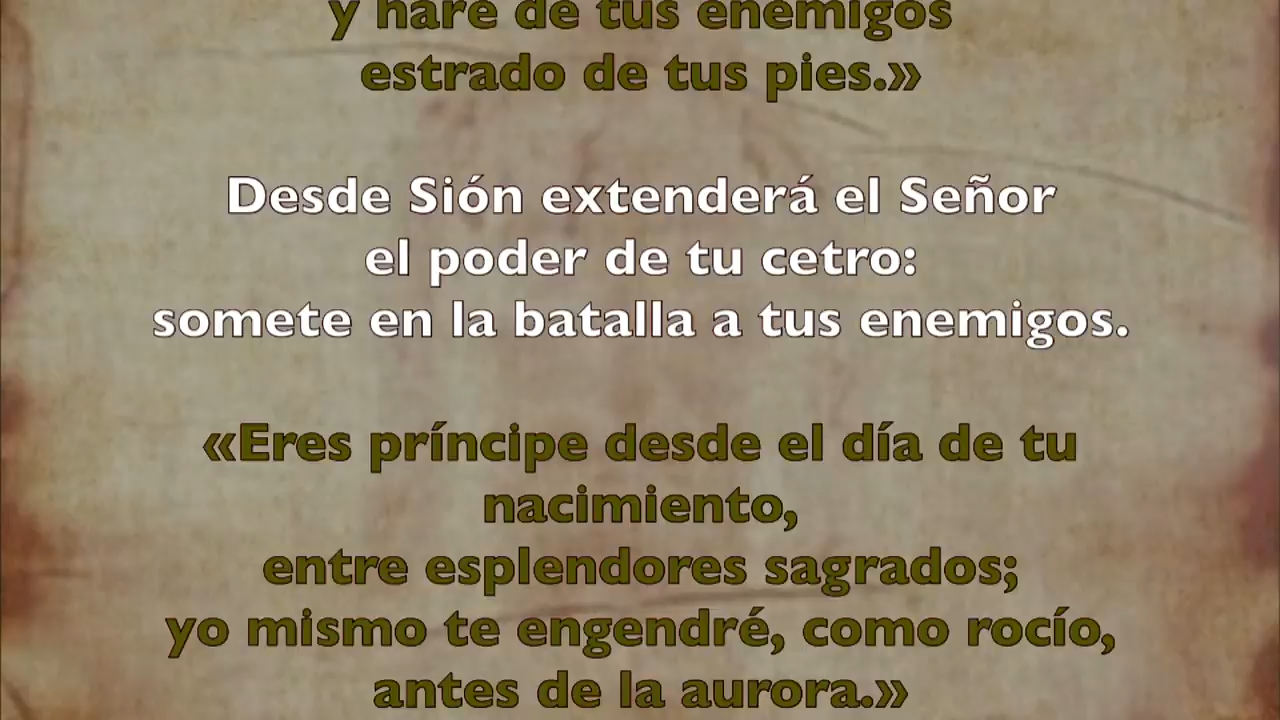 y haré de tus enemigos
estrado de tus pies.»
Desde Sión extenderá el Señor
el poder de tu cetro:
somete en la batalla a tus enemigos.
«Eres príncipe desde el día de tu
nacimiento,
entre esplendores sagrados;
yo mismo te engendré, como rocío,
antes de la aurora.»